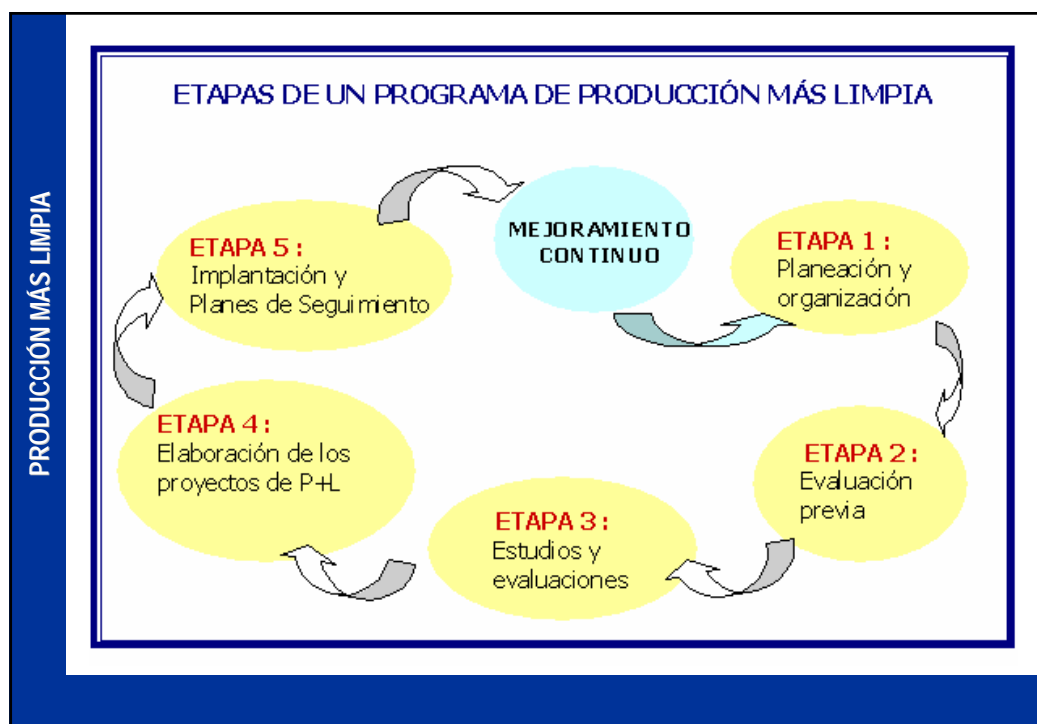 PRODUCCIÓN MÁS LIMPIA
ETAPAS DE UN PROGRAMA DE PRODUCCIÓN MÁS LIMPIA
MEJORAMIENTO
CONTINUO
ETAPA 1:
Planeación y
organización
ETAPA 2:
Evaluación
previa
ETAPA 3:
Estudios y
evaluaciones
ETAPA 4:
Elaboración de los
proyectos de P+L
ETAPA 5:
Implantación y
Planes de Seguimiento